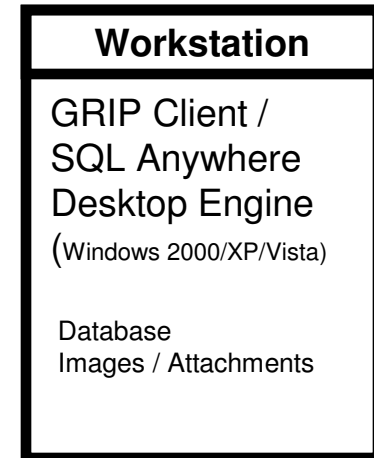 Workstation
GRIP Client /
SQL Anywhere
Desktop Engine
(Windows 2000/XP/Vista)
Database
Images / Attachments